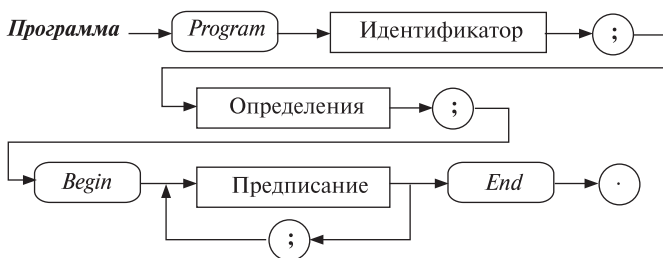 Программа Program Идентификатор ;
Определения ;
Begin Предписание End .
;